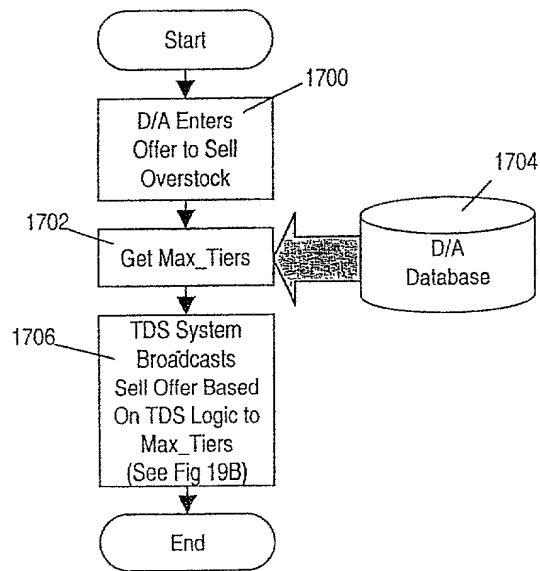 Start
1700
D/A Enters
Offer to Sell
Overstock
1704
D/A
Database
1702
Get Max_Tiers
1706
TDS System
Broadcasts
Sell Offer Based
On TDS Logic to
Max_Tiers
(See Fig 19B)
End